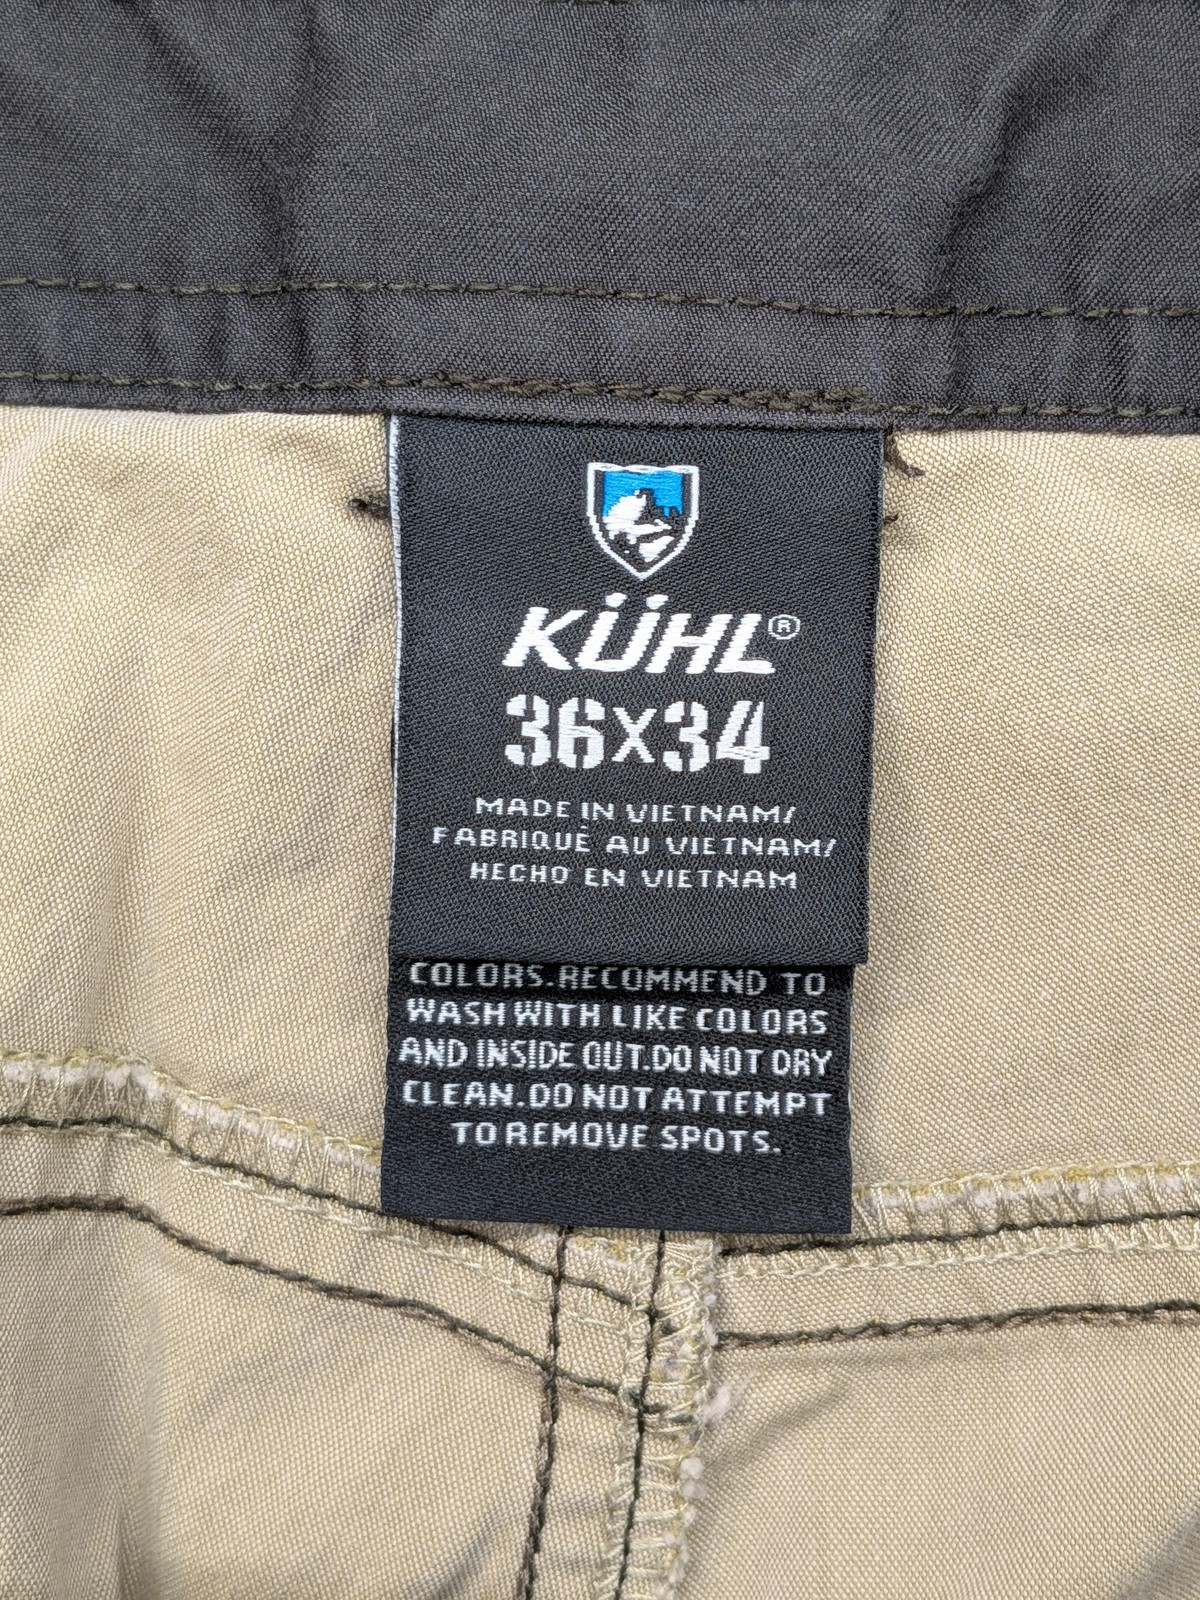 KÜHL®
36X34
MADE IN VIETNAM/
FABRIQUÉ AU VIETNAM/
HECHO EN VIETNAM
COLORS.RECOMMEND TO
WASH WITH LIKE COLORS
AND INSIDE OUT.DO NOT DRY
CLEAN.DO NOT ATTEMPT
TO REMOVE SPOTS.